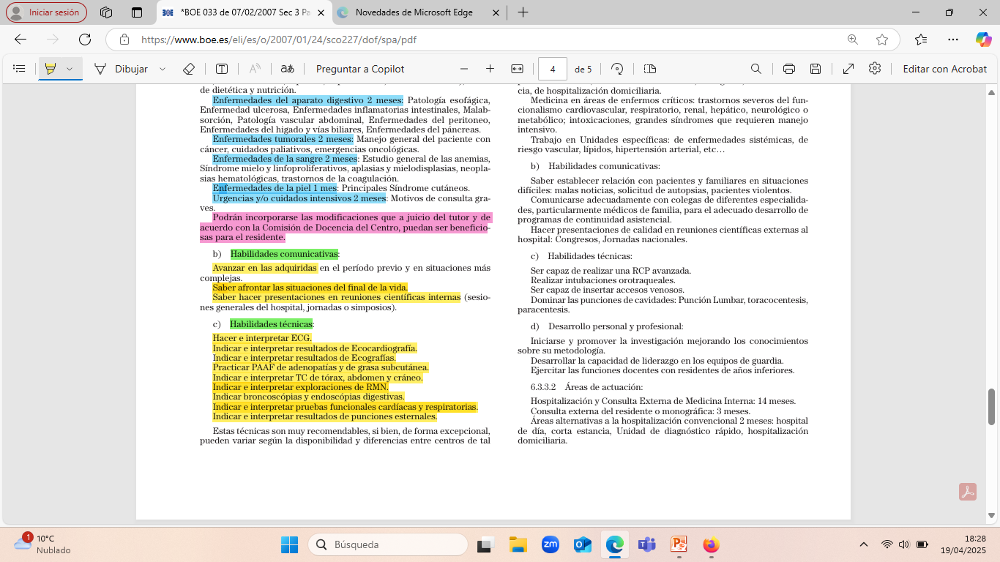 Iniciar sesión
*BOE 033 de 07/02/2007 Sec 3 Pa
Novedades de Microsoft Edge
https://www.boe.es/eli/es/o/2007/01/24/sco227/dof/spa/pdf
Dibujar
Preguntar a Copilot
4
de 5
Editar con Acrobat
de dietética y nutrición.
Enfermedades del aparato digestivo 2 meses: Patología esofágica,
Enfermedad ulcerosa, Enfermedades inflamatorias intestinales, Malab-
sorción, Patología vascular abdominal, Enfermedades del peritoneo,
Enfermedades del higado y vías biliares, Enfermedades del páncreas.
Enfermedades tumorales 2 meses: Manejo general del paciente con
cáncer, cuidados paliativos, emergencias oncológicas.
Enfermedades de la sangre 2 meses: Estudio general de las anemias,
Síndrome mielo y linfoproliferativos, aplasias y mielodisplasias, neopla-
sias hematológicas, trastornos de la coagulación.
Enfermedades de la piel 1 mes: Principales Síndrome cutáneos.
Urgencias y/o cuidados intensivos 2 meses: Motivos de consulta gra-
ves.
Podrán incorporarse las modificaciones que a juicio del tutor y de
acuerdo con la Comisión de Docencia del Centro, puedan ser beneficio-
sas para el residente.
b) Habilidades comunicativas:
Avanzar en las adquiridas en el período previo y en situaciones más
complejas.
Saber afrontar las situaciones del final de la vida.
Saber hacer presentaciones en reuniones científicas internas (sesio-
nes generales del hospital, jornadas o simposios).
c) Habilidades técnicas:
Hacer e interpretar ECG.
Indicar e interpretar resultados de Ecocardiografía.
Indicar e interpretar resultados de Ecografías.
Practicar PAAF de adenopatías y de grasa subcutánea.
Indicar e interpretar TC de tórax, abdomen y cráneo.
Indicar e interpretar exploraciones de RMN.
Indicar broncoscópias y endoscópias digestivas.
Indicar e interpretar pruebas funcionales cardíacas y respiratorias.
Indicar e interpretar resultados de punciones esternales.
Estas técnicas son muy recomendables, si bien, de forma excepcional,
pueden variar según la disponibilidad y diferencias entre centros de tal
cia, de hospitalización domiciliaria.
Medicina en áreas de enfermos críticos: trastornos severos del fun-
cionalismo cardiovascular, respiratorio, renal, hepático, neurológico o
metabólico; intoxicaciones, grandes síndromes que requieren manejo
intensivo.
Trabajo en Unidades específicas: de enfermedades sistémicas, de
riesgo vascular, lípidos, hipertensión arterial, etc…
b) Habilidades comunicativas:
Saber establecer relación con pacientes y familiares en situaciones
difíciles: malas noticias, solicitud de autopsias, pacientes violentos.
Comunicarse adecuadamente con colegas de diferentes especialida-
des, particularmente médicos de familia, para el adecuado desarrollo de
programas de continuidad asistencial.
Hacer presentaciones de calidad en reuniones científicas externas al
hospital: Congresos, Jornadas nacionales.
c) Habilidades técnicas:
Ser capaz de realizar una RCP avanzada.
Realizar intubaciones orotraqueales.
Ser capaz de insertar accesos venosos.
Dominar las punciones de cavidades: Punción Lumbar, toracocentesis,
paracentesis.
d) Desarrollo personal y profesional:
Iniciarse y promover la investigación mejorando los conocimientos
sobre su metodología.
Desarrollar la capacidad de liderazgo en los equipos de guardia.
Ejercitar las funciones docentes con residentes de años inferiores.
6.3.3.2 Áreas de actuación:
Hospitalización y Consulta Externa de Medicina Interna: 14 meses.
Consulta externa del residente o monográfica: 3 meses.
Áreas alternativas a la hospitalización convencional 2 meses: hospital
de día, corta estancia, Unidad de diagnóstico rápido, hospitalización
domiciliaria.
1
10°C
Nublado
Búsqueda
18:28
19/04/2025